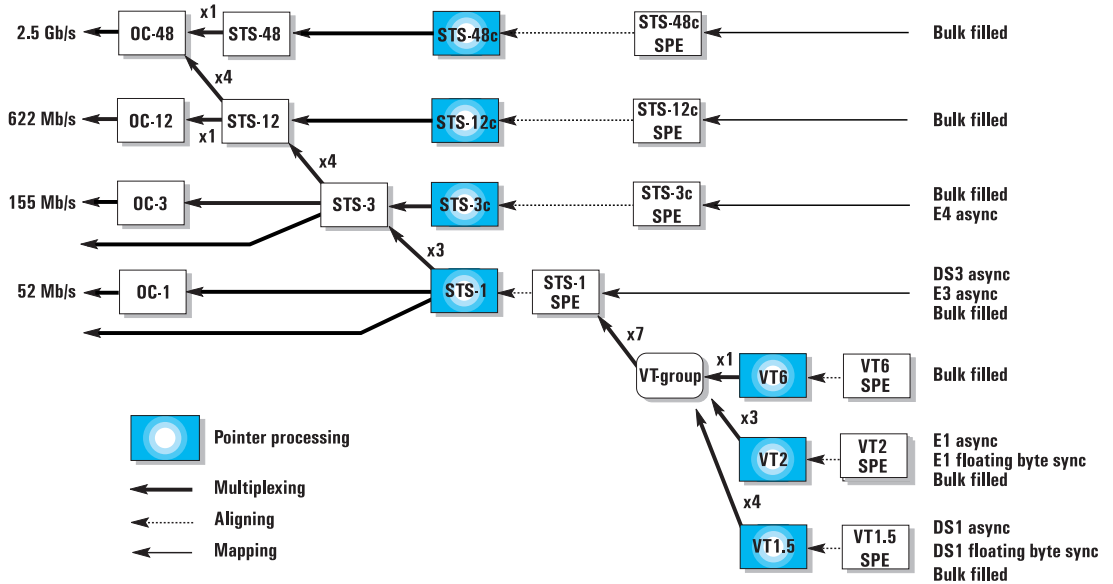 2.5 Gb/s
OC-48
x1
STS-48
STS-48c
STS-48c
SPE
Bulk filled
x4
622 Mb/s
OC-12
x1
STS-12
STS-12c
STS-12c
SPE
Bulk filled
x4
155 Mb/s
OC-3
STS-3
STS-3c
STS-3c
SPE
Bulk filled
E4 async
x3
52 Mb/s
OC-1
STS-1
STS-1
SPE
DS3 async
E3 async
Bulk filled
x7
VT-group
x1
VT6
VT6
SPE
Bulk filled
x3
VT2
VT2
SPE
E1 async
E1 floating byte sync
Bulk filled
x4
VT1.5
VT1.5
SPE
DS1 async
DS1 floating byte sync
Bulk filled
Pointer processing
Multiplexing
Aligning
Mapping